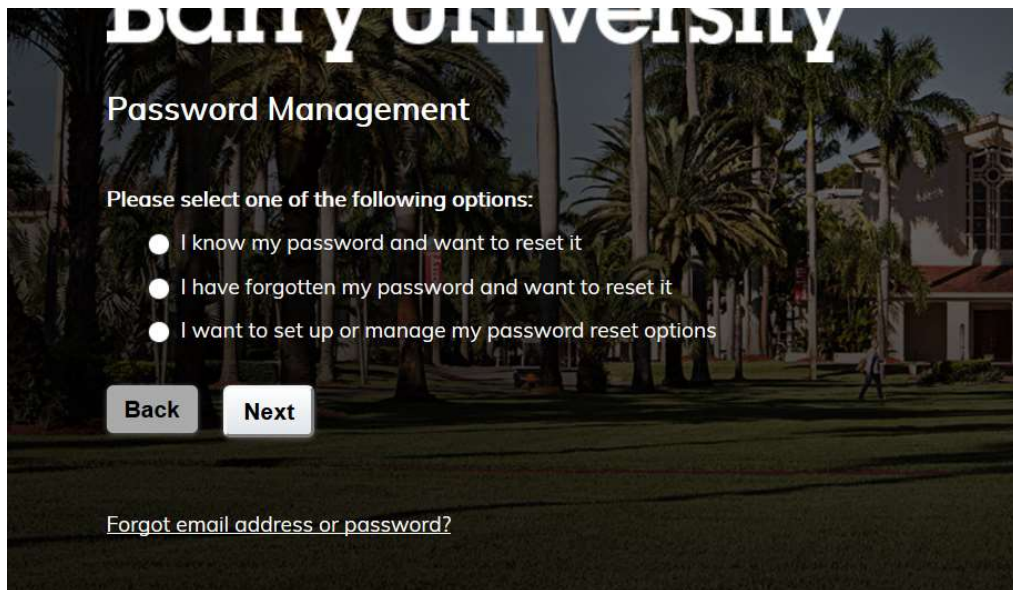 Barry University
Password Management
Please select one of the following options:
I know my password and want to reset it
I have forgotten my password and want to reset it
I want to set up or manage my password reset options
Back
Next
Forgot email address or password?